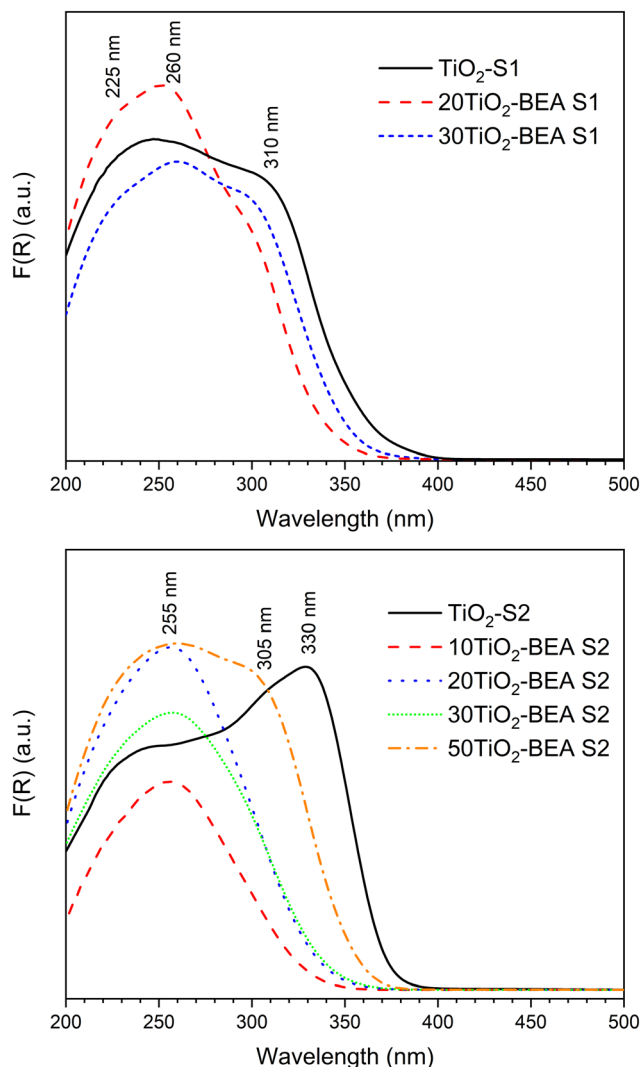 225 nm
260 nm
310 nm
TiO₂-S1
20TiO₂-BEA S1
30TiO₂-BEA S1
F(R) (a.u.)
200 250 300 350 400 450 500
Wavelength (nm)
255 nm
305 nm
330 nm
TiO₂-S2
10TiO₂-BEA S2
20TiO₂-BEA S2
30TiO₂-BEA S2
50TiO₂-BEA S2
F(R) (a.u.)
200 250 300 350 400 450 500
Wavelength (nm)